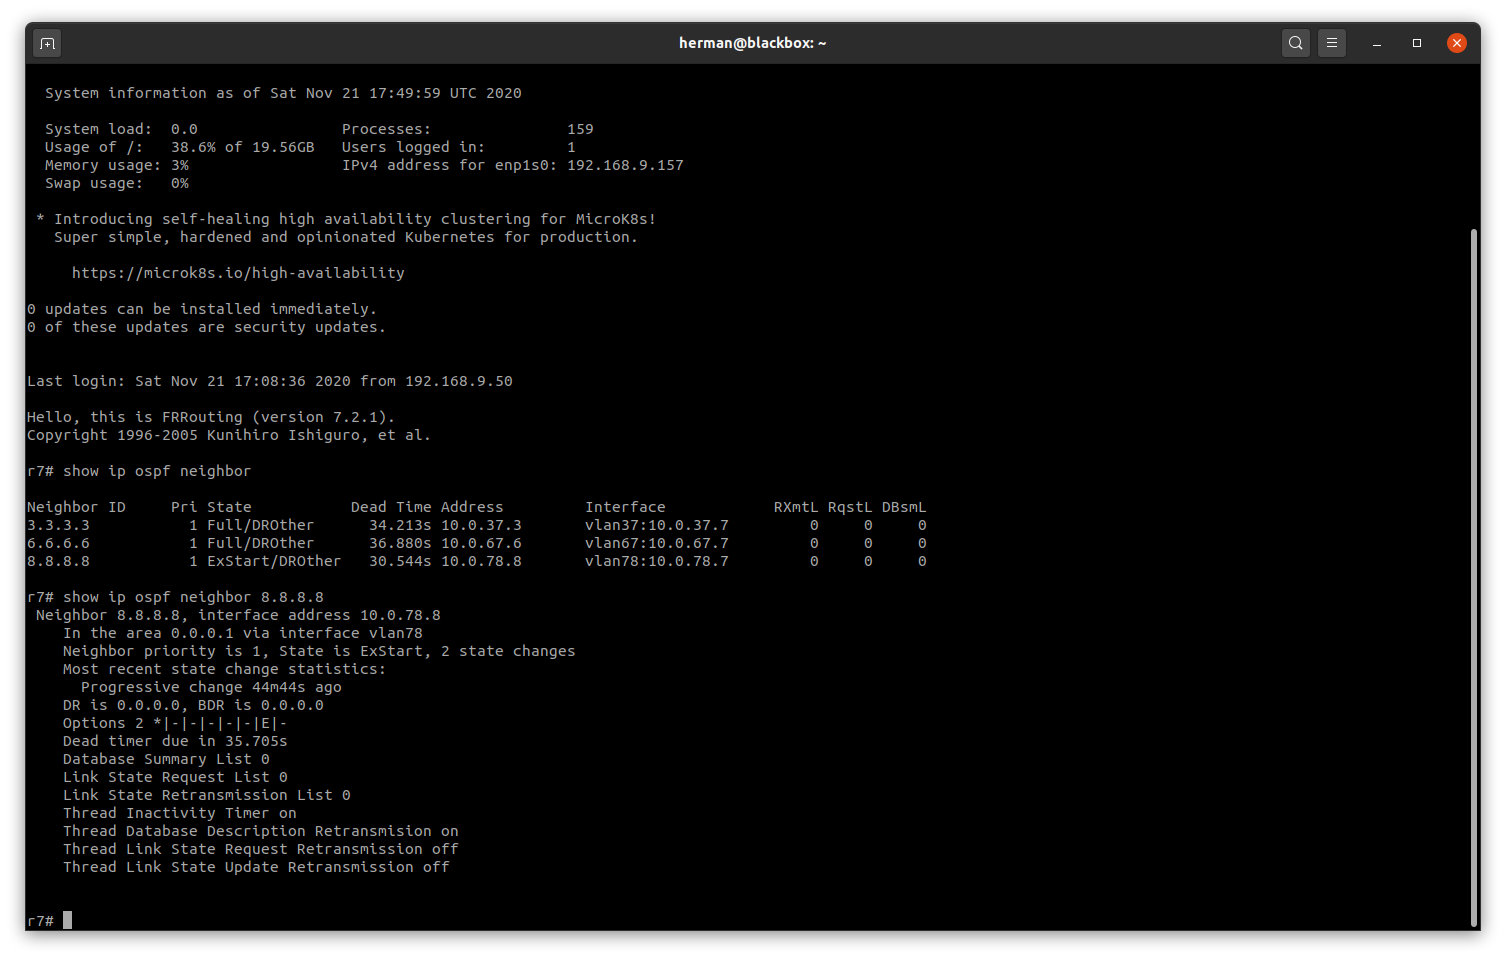 herman@blackbox: ~
System information as of Sat Nov 21 17:49:59 UTC 2020
System load:  0.0                Processes:               159
Usage of /:   38.6% of 19.56GB   Users logged in:         1
Memory usage: 3%                 IPv4 address for enp1s0: 192.168.9.157
Swap usage:   0%
* Introducing self-healing high availability clustering for MicroK8s!
Super simple, hardened and opinionated Kubernetes for production.
https://microk8s.io/high-availability
0 updates can be installed immediately.
0 of these updates are security updates.
Last login: Sat Nov 21 17:08:36 2020 from 192.168.9.50
Hello, this is FRRouting (version 7.2.1).
Copyright 1996-2005 Kunihiro Ishiguro, et al.
r7# show ip ospf neighbor
Neighbor ID     Pri State           Dead Time Address         Interface            RXmtL RqstL DBsmL
3.3.3.3           1 Full/DROther      34.213s 10.0.37.3       vlan37:10.0.37.7         0     0     0
6.6.6.6           1 Full/DROther      36.880s 10.0.67.6       vlan67:10.0.67.7         0     0     0
8.8.8.8           1 ExStart/DROther   30.544s 10.0.78.8       vlan78:10.0.78.7         0     0     0
r7# show ip ospf neighbor 8.8.8.8
Neighbor 8.8.8.8, interface address 10.0.78.8
In the area 0.0.0.1 via interface vlan78
Neighbor priority is 1, State is ExStart, 2 state changes
Most recent state change statistics:
Progressive change 44m44s ago
DR is 0.0.0.0, BDR is 0.0.0.0
Options 2 *|-|-|-|-|-|E|-
Dead timer due in 35.705s
Database Summary List 0
Link State Request List 0
Link State Retransmission List 0
Thread Inactivity Timer on
Thread Database Description Retransmision on
Thread Link State Request Retransmission off
Thread Link State Update Retransmission off
r7#